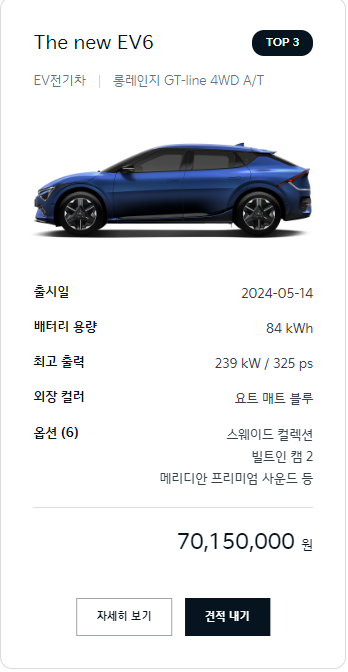 The new EV6
TOP 3
EV전기차 | 롱레인지 GT-line 4WD A/T
출시일 2024-05-14
배터리 용량 84 kWh
최고 출력 239 kW / 325 ps
외장 컬러 요트 매트 블루
옵션 (6) 스웨이드 컬렉션
빌트인 캠 2
메리디안 프리미엄 사운드 등
70,150,000 원
자세히 보기
견적 내기